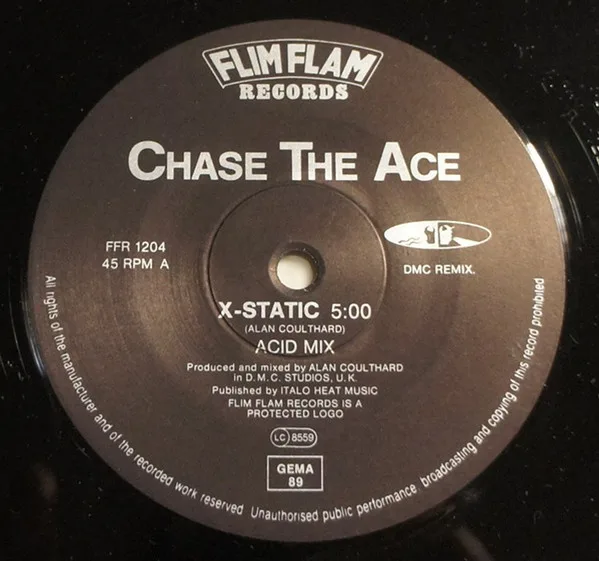 FLIM FLAM
RECORDS
CHASE THE ACE
FFR 1204
45 RPM A
DMC REMIX.
X-STATIC 5:00
(ALAN COULTHARD)
ACID MIX
Produced and mixed by ALAN COULTHARD
in D.M.C. STUDIOS, U.K.
Published by ITALO HEAT MUSIC
FLIM FLAM RECORDS IS A
PROTECTED LOGO
LC 8559
GEMA
89
All rights of the manufacturer and of the recorded work reserved. Unauthorised public performance, broadcasting and copying of this record prohibited